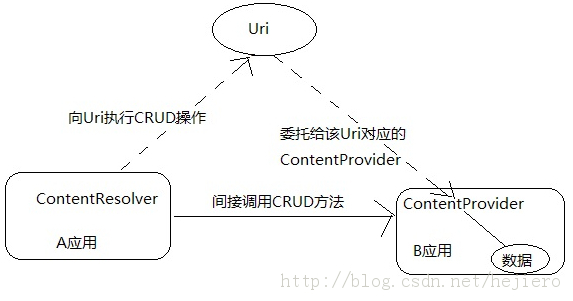 Uri
向Uri执行CRUD操作
委托给该Uri对应的
ContentProvider
ContentResolver
A应用
间接调用CRUD方法
ContentProvider
B应用
数据
http://blog.csdn.net/hejiero